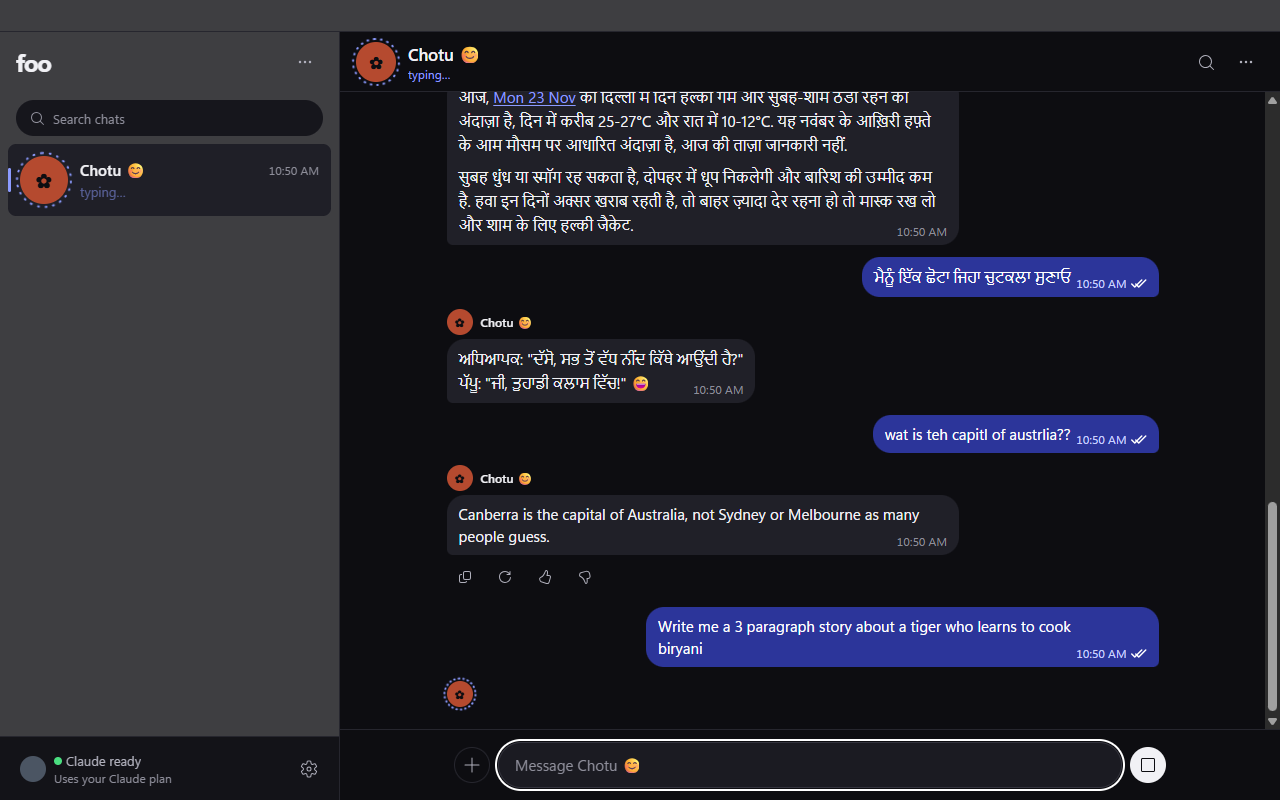 foo
Search chats
Chotu 😊
10:50 AM
typing...
Claude ready
Uses your Claude plan
Chotu 😊
typing...
आज, Mon 23 Nov को दिल्ली में दिन हल्का गर्म और सुबह-शाम ठंडी रहने का
अंदाज़ा है, दिन में करीब 25-27°C और रात में 10-12°C. यह नवंबर के आख़िरी हफ़्ते
के आम मौसम पर आधारित अंदाज़ा है, आज की ताज़ा जानकारी नहीं.
सुबह धुंध या स्मॉग रह सकता है, दोपहर में धूप निकलेगी और बारिश की उम्मीद कम
है. हवा इन दिनों अक्सर खराब रहती है, तो बाहर ज़्यादा देर रहना हो तो मास्क रख लो
और शाम के लिए हल्की जैकेट.
10:50 AM
ਮੈਨੂੰ ਇੱਕ ਛੋਟਾ ਜਿਹਾ ਚੁਟਕਲਾ ਸੁਣਾਓ
10:50 AM
Chotu 😊
ਅਧਿਆਪਕ: "ਦੱਸੋ, ਸਭ ਤੋਂ ਵੱਧ ਨੀਂਦ ਕਿੱਥੇ ਆਉਂਦੀ ਹੈ?"
ਪੱਪੂ: "ਜੀ, ਤੁਹਾਡੀ ਕਲਾਸ ਵਿੱਚ!" 😄
10:50 AM
wat is teh capitl of austrlia??
10:50 AM
Chotu 😊
Canberra is the capital of Australia, not Sydney or Melbourne as many
people guess.
10:50 AM
Write me a 3 paragraph story about a tiger who learns to cook
biryani
10:50 AM
Message Chotu 😊